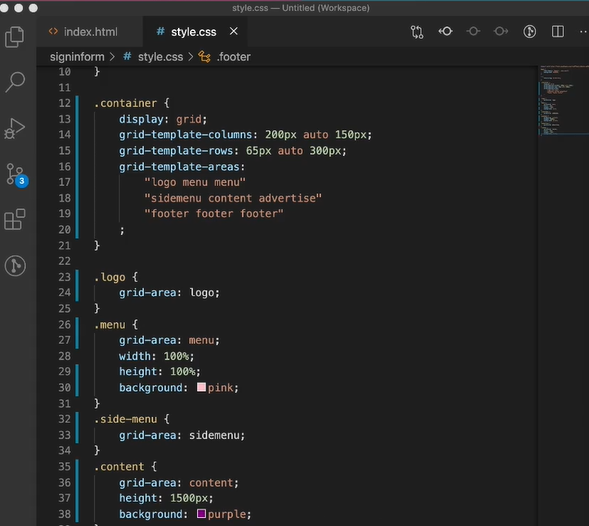 style.css — Untitled (Workspace)
<> index.html # style.css ×
signinform > # style.css > .footer
10 }
11
12 .container {
13 display: grid;
14 grid-template-columns: 200px auto 150px;
15 grid-template-rows: 65px auto 300px;
16 grid-template-areas:
17 "logo menu menu"
18 "sidemenu content advertise"
19 "footer footer footer"
20 ;
21 }
22
23 .logo {
24 grid-area: logo;
25 }
26 .menu {
27 grid-area: menu;
28 width: 100%;
29 height: 100%;
30 background: pink;
31 }
32 .side-menu {
33 grid-area: sidemenu;
34 }
35 .content {
36 grid-area: content;
37 height: 1500px;
38 background: purple;
3